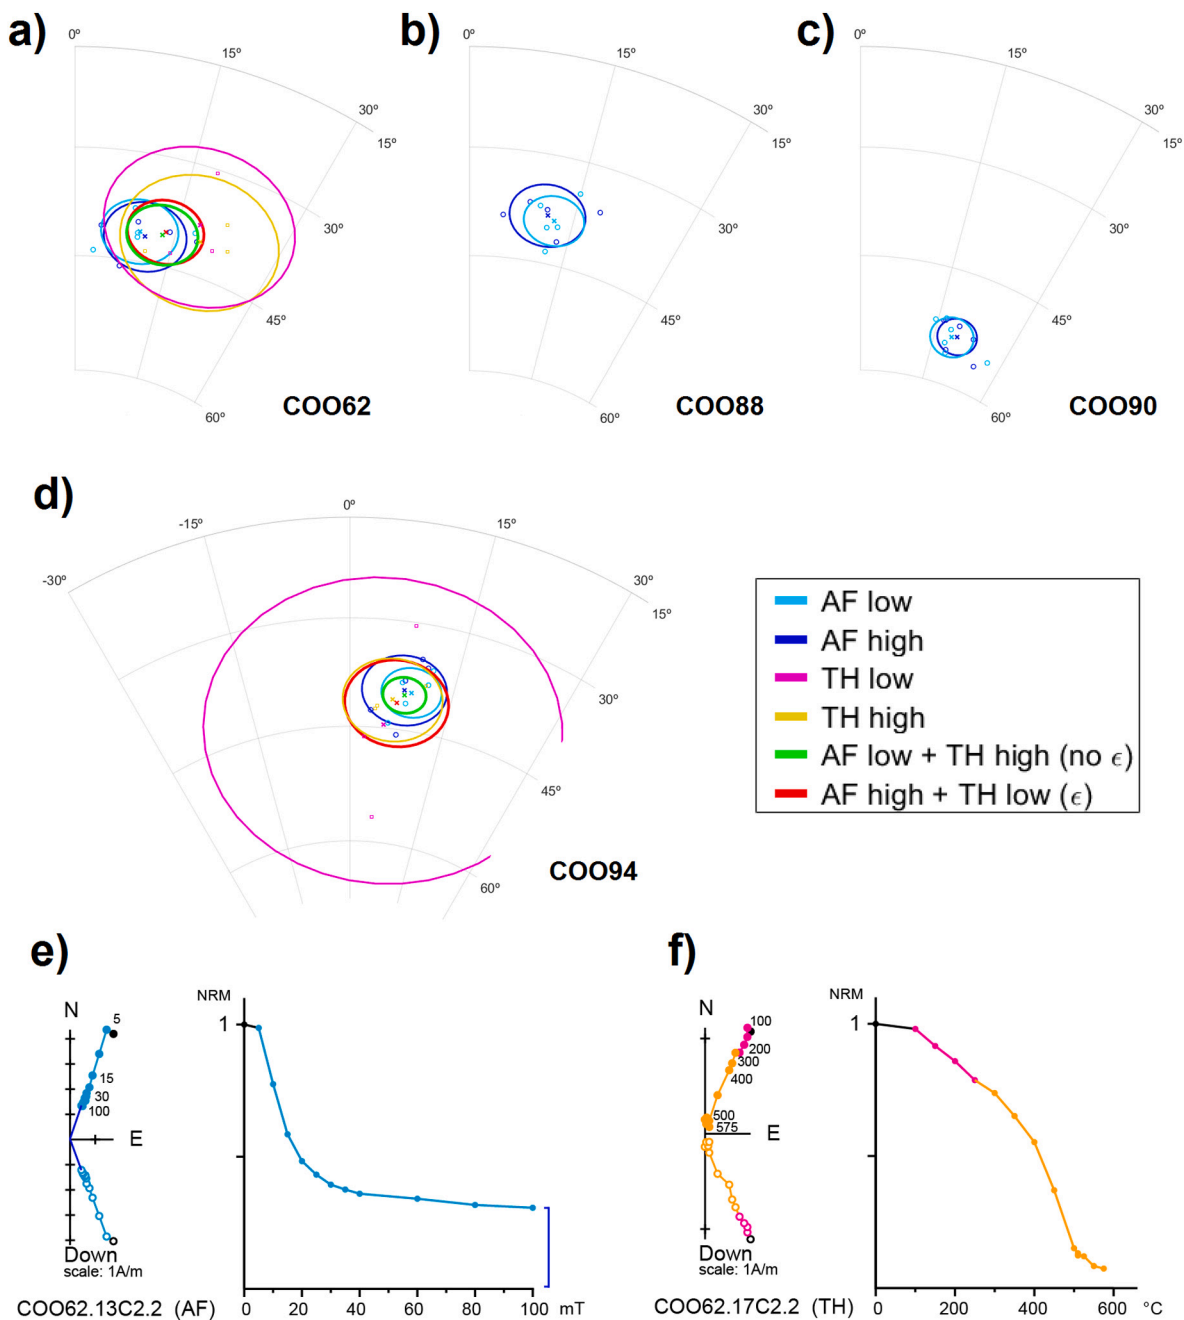 a)
0º
15º
30º
15º
30º
45º
60º
COO62
b)
0º
15º
30º
15º
30º
45º
60º
COO88
c)
0º
15º
30º
15º
30º
45º
60º
COO90
d)
-30º
-15º
0º
15º
30º
15º
30º
45º
60º
COO94
AF low
AF high
TH low
TH high
AF low + TH high (no ϵ)
AF high + TH low (ϵ)
e)
N
5
15
30
100
E
Down
scale: 1A/m
COO62.13C2.2 (AF)
NRM
1
0 20 40 60 80 100 mT
f)
N
100
200
300
400
500
575
E
Down
scale: 1A/m
COO62.17C2.2 (TH)
NRM
1
0 200 400 600 °C